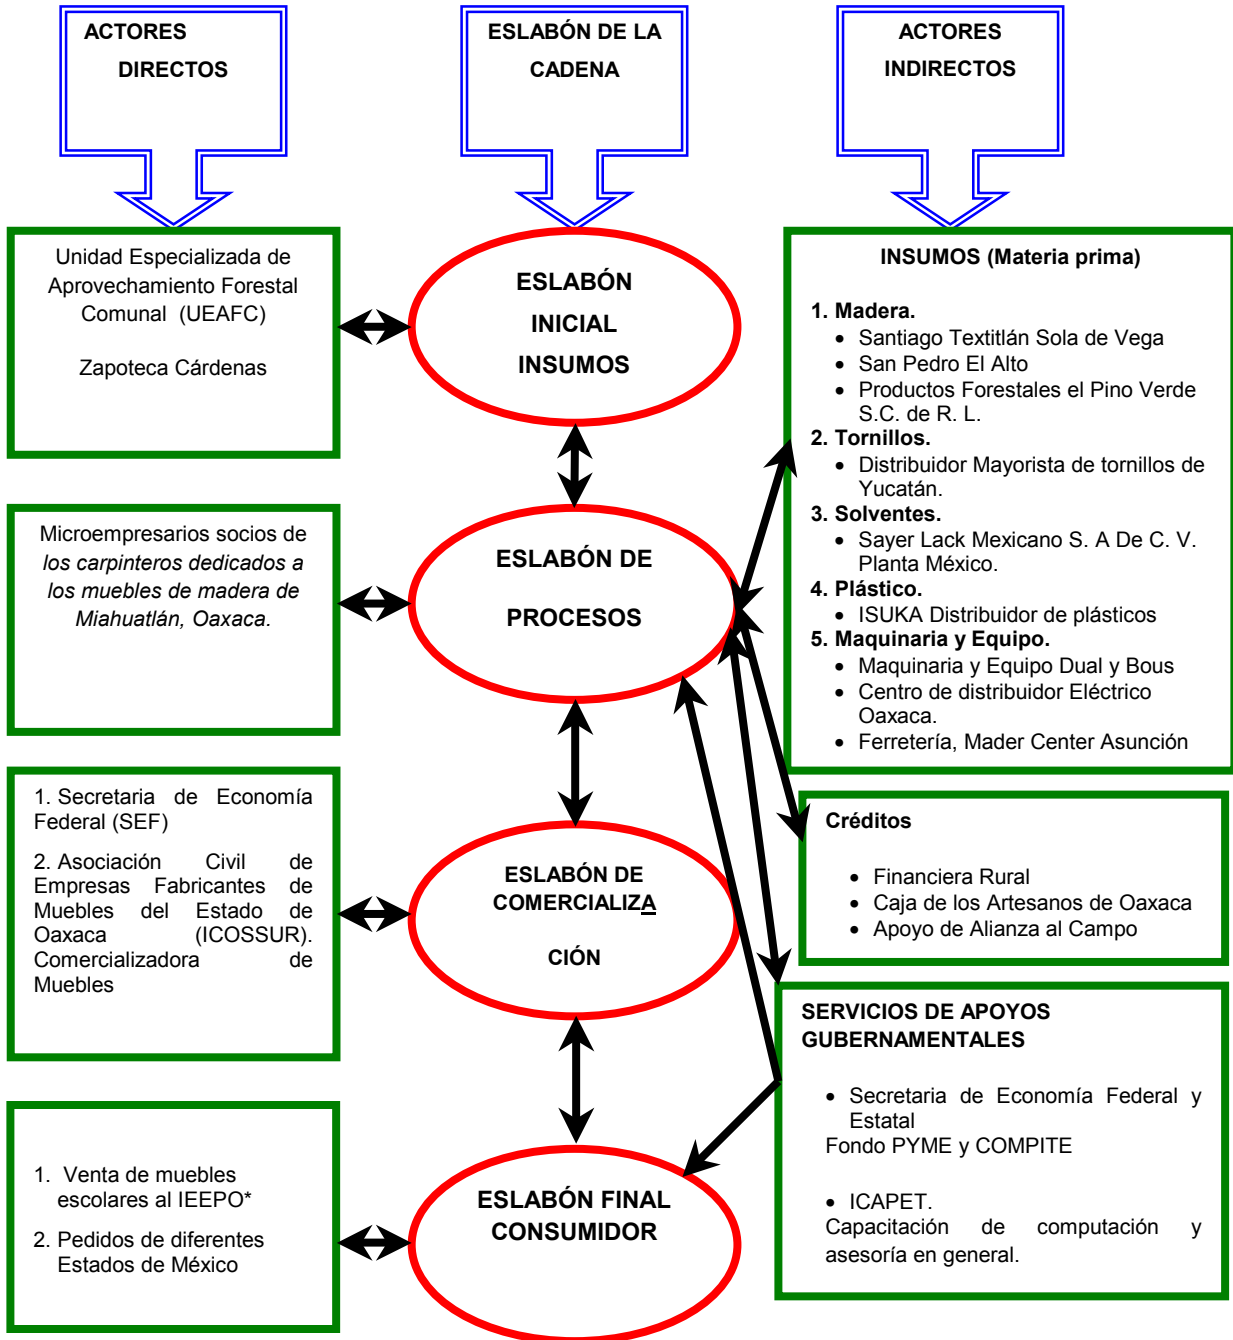 ACTORES
DIRECTOS
ESLABÓN DE LA
CADENA
ACTORES
INDIRECTOS
Unidad Especializada de
Aprovechamiento Forestal
Comunal (UEAFC)
Zapoteca Cárdenas
ESLABÓN
INICIAL
INSUMOS
INSUMOS (Materia prima)
1. Madera.
• Santiago Textitlán Sola de Vega
• San Pedro El Alto
• Productos Forestales el Pino Verde
S.C. de R. L.
2. Tornillos.
• Distribuidor Mayorista de tornillos de
Yucatán.
3. Solventes.
• Sayer Lack Mexicano S. A De C. V.
Planta México.
4. Plástico.
• ISUKA Distribuidor de plásticos
5. Maquinaria y Equipo.
• Maquinaria y Equipo Dual y Bous
• Centro de distribuidor Eléctrico
Oaxaca.
• Ferretería, Mader Center Asunción
Microempresarios socios de
los carpinteros dedicados a
los muebles de madera de
Miahuatlán, Oaxaca.
ESLABÓN DE
PROCESOS
1. Secretaria de Economía
Federal (SEF)
2. Asociación Civil de
Empresas Fabricantes de
Muebles del Estado de
Oaxaca (ICOSSUR).
Comercializadora de
Muebles
ESLABÓN DE
COMERCIALIZA
CIÓN
Créditos
• Financiera Rural
• Caja de los Artesanos de Oaxaca
• Apoyo de Alianza al Campo
SERVICIOS DE APOYOS
GUBERNAMENTALES
• Secretaria de Economía Federal y
Estatal
Fondo PYME y COMPITE
• ICAPET.
Capacitación de computación y
asesoría en general.
1. Venta de muebles
escolares al IEEPO*
2. Pedidos de diferentes
Estados de México
ESLABÓN FINAL
CONSUMIDOR